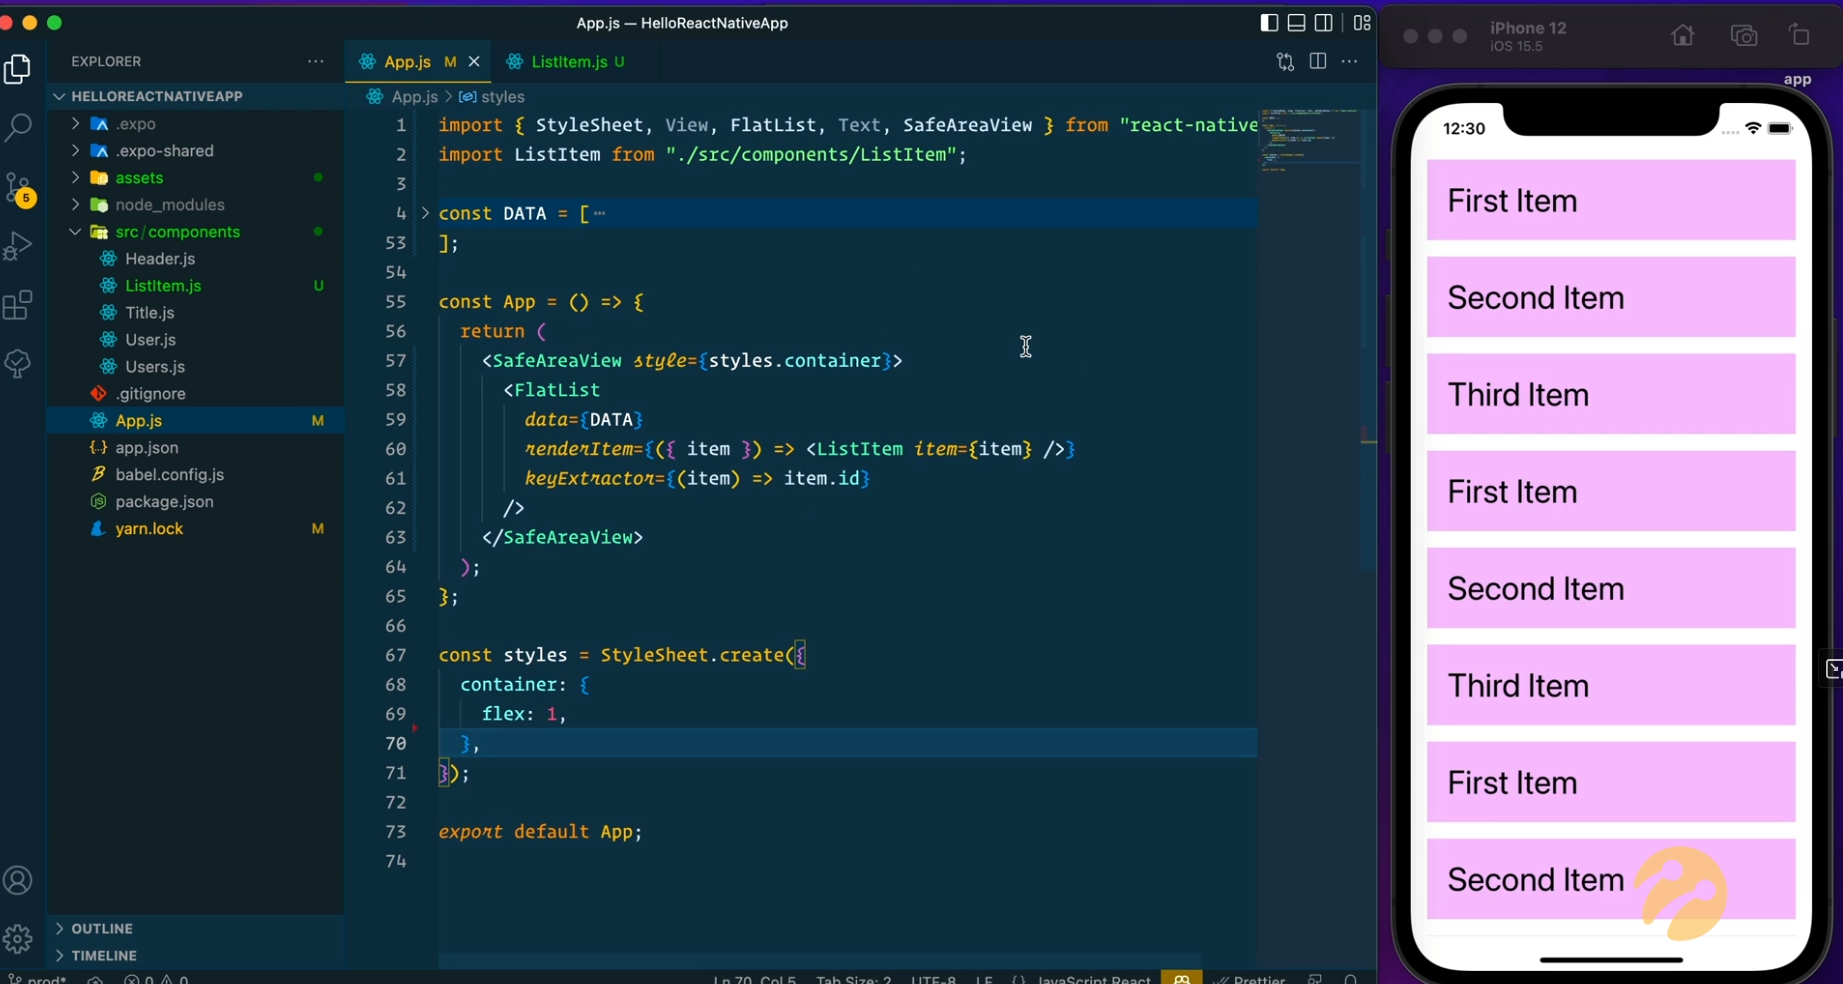 App.js — HelloReactNativeApp
EXPLORER
HELLOREACTNATIVEAPP
.expo
.expo-shared
assets
node_modules
src/components
Header.js
ListItem.js U
Title.js
User.js
Users.js
.gitignore
App.js M
app.json
babel.config.js
package.json
yarn.lock M
OUTLINE
TIMELINE
5
App.js M
ListItem.js U
App.js > styles
1 import { StyleSheet, View, FlatList, Text, SafeAreaView } from "react-native
2 import ListItem from "./src/components/ListItem";
3
4 const DATA = [ ⋯
53 ];
54
55 const App = () => {
56 return (
57 <SafeAreaView style={styles.container}>
58 <FlatList
59 data={DATA}
60 renderItem={({ item }) => <ListItem item={item} />}
61 keyExtractor={(item) => item.id}
62 />
63 </SafeAreaView>
64 );
65 };
66
67 const styles = StyleSheet.create({
68 container: {
69 flex: 1,
70 },
71 });
72
73 export default App;
74
prod* 0 0 Ln 70, Col 5 Tab Size: 2 UTF-8 LF {} JavaScript React Prettier
iPhone 12
iOS 15.5
app
12:30
First Item
Second Item
Third Item
First Item
Second Item
Third Item
First Item
Second Item